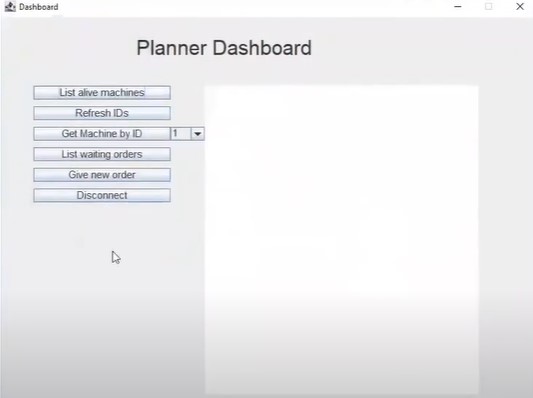 Dashboard
Planner Dashboard
List alive machines
Refresh IDs
Get Machine by ID 1
List waiting orders
Give new order
Disconnect